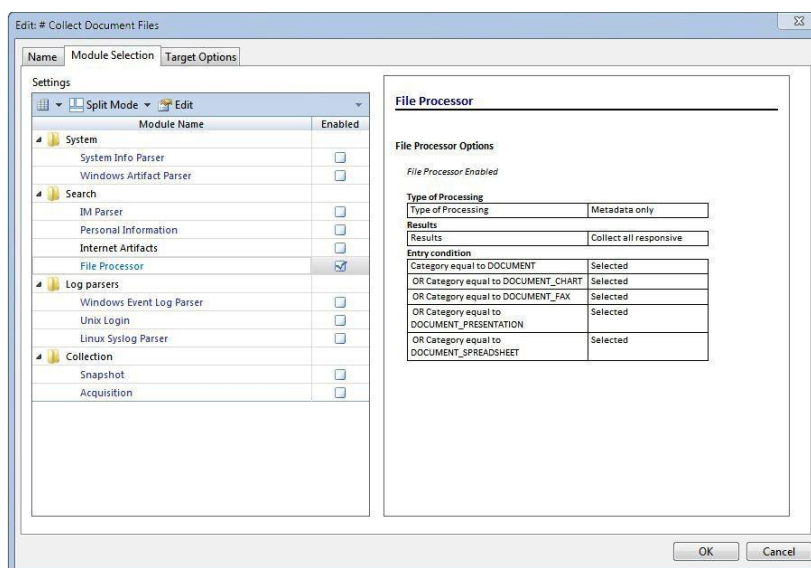 Edit: # Collect Document Files
Name Module Selection Target Options
Settings
Split Mode Edit
Module Name Enabled
System
System Info Parser
Windows Artifact Parser
Search
IM Parser
Personal Information
Internet Artifacts
File Processor
Log parsers
Windows Event Log Parser
Unix Login
Linux Syslog Parser
Collection
Snapshot
Acquisition
File Processor
File Processor Options
File Processor Enabled
Type of Processing
Type of Processing Metadata only
Results
Results Collect all responsive
Entry condition
Category equal to DOCUMENT Selected
OR Category equal to DOCUMENT_CHART Selected
OR Category equal to DOCUMENT_FAX Selected
OR Category equal to Selected
DOCUMENT_PRESENTATION
OR Category equal to Selected
DOCUMENT_SPREADSHEET
OK Cancel